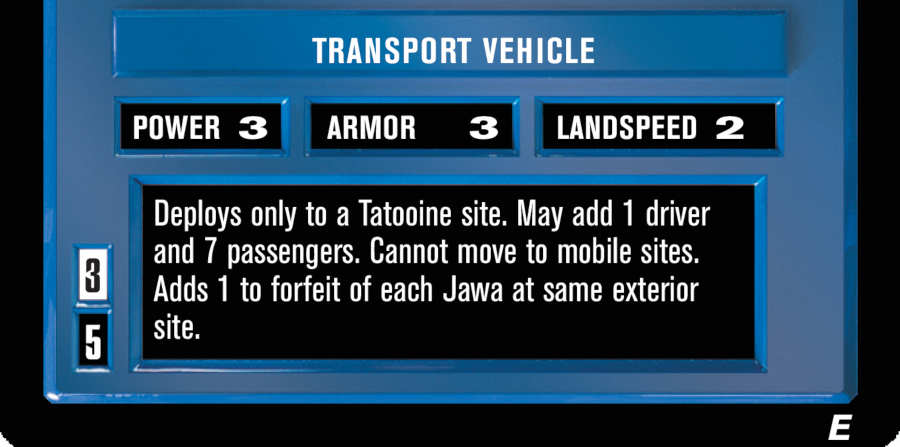 TRANSPORT VEHICLE
POWER 3 ARMOR 3 LANDSPEED 2
Deploys only to a Tatooine site. May add 1 driver
and 7 passengers. Cannot move to mobile sites.
Adds 1 to forfeit of each Jawa at same exterior
site.
3
5
E